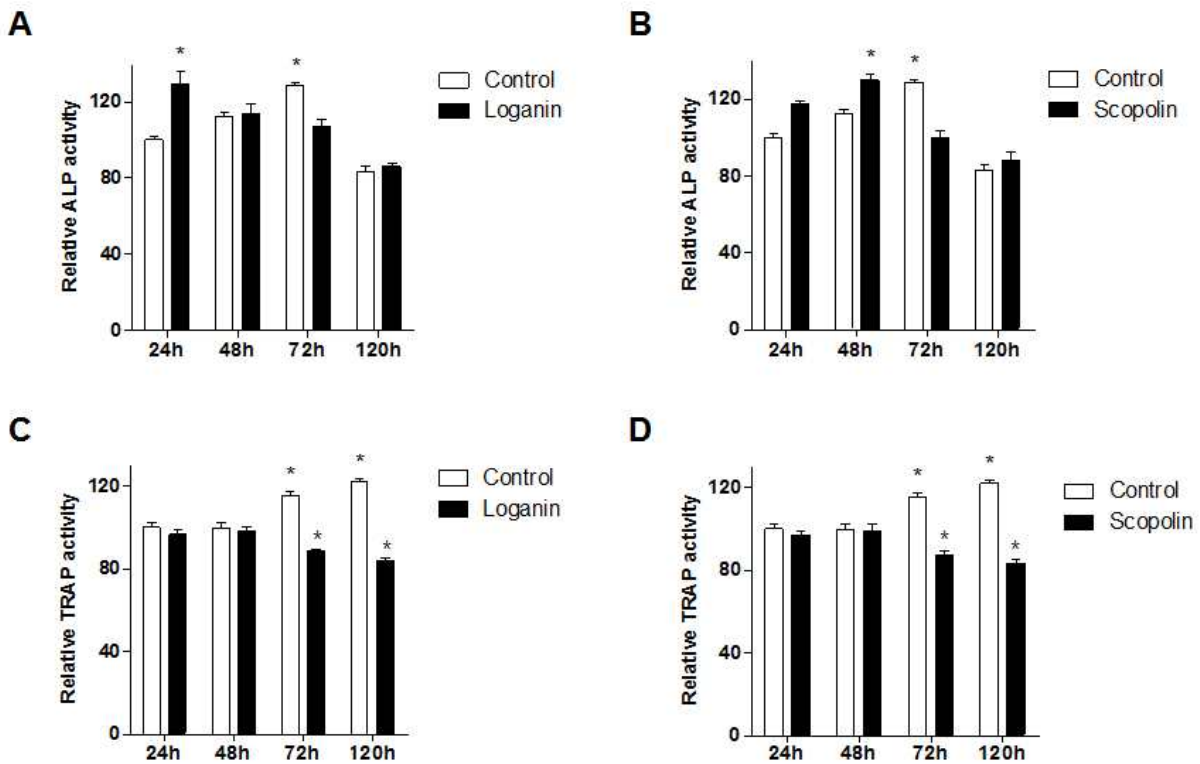 A
*
*
Control
Loganin
Relative ALP activity
120
80
40
0
24h 48h 72h 120h
B
* *
Control
Scopolin
Relative ALP activity
120
80
40
0
24h 48h 72h 120h
C
*
*
*
*
Control
Loganin
Relative TRAP activity
120
80
40
0
24h 48h 72h 120h
D
*
*
*
*
Control
Scopolin
Relative TRAP activity
120
80
40
0
24h 48h 72h 120h